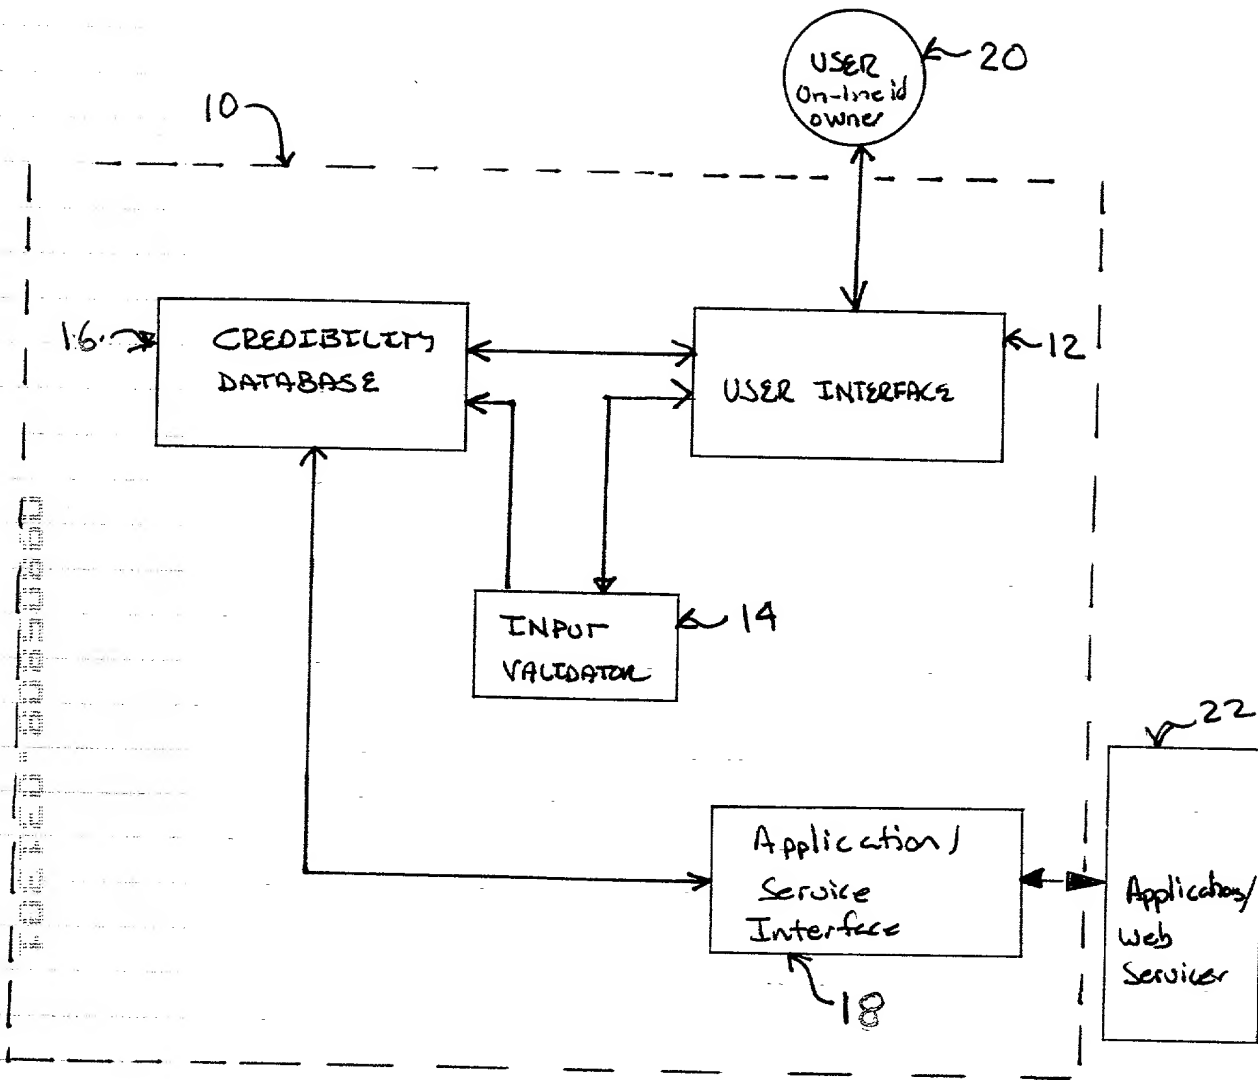 USER
On-line id
owner
20
10
16
CREDIBILITY
DATABASE
USER INTERFACE
12
INPUT
VALIDATOR
14
22
Application/
Service
Interface
18
Application/
Web
Services